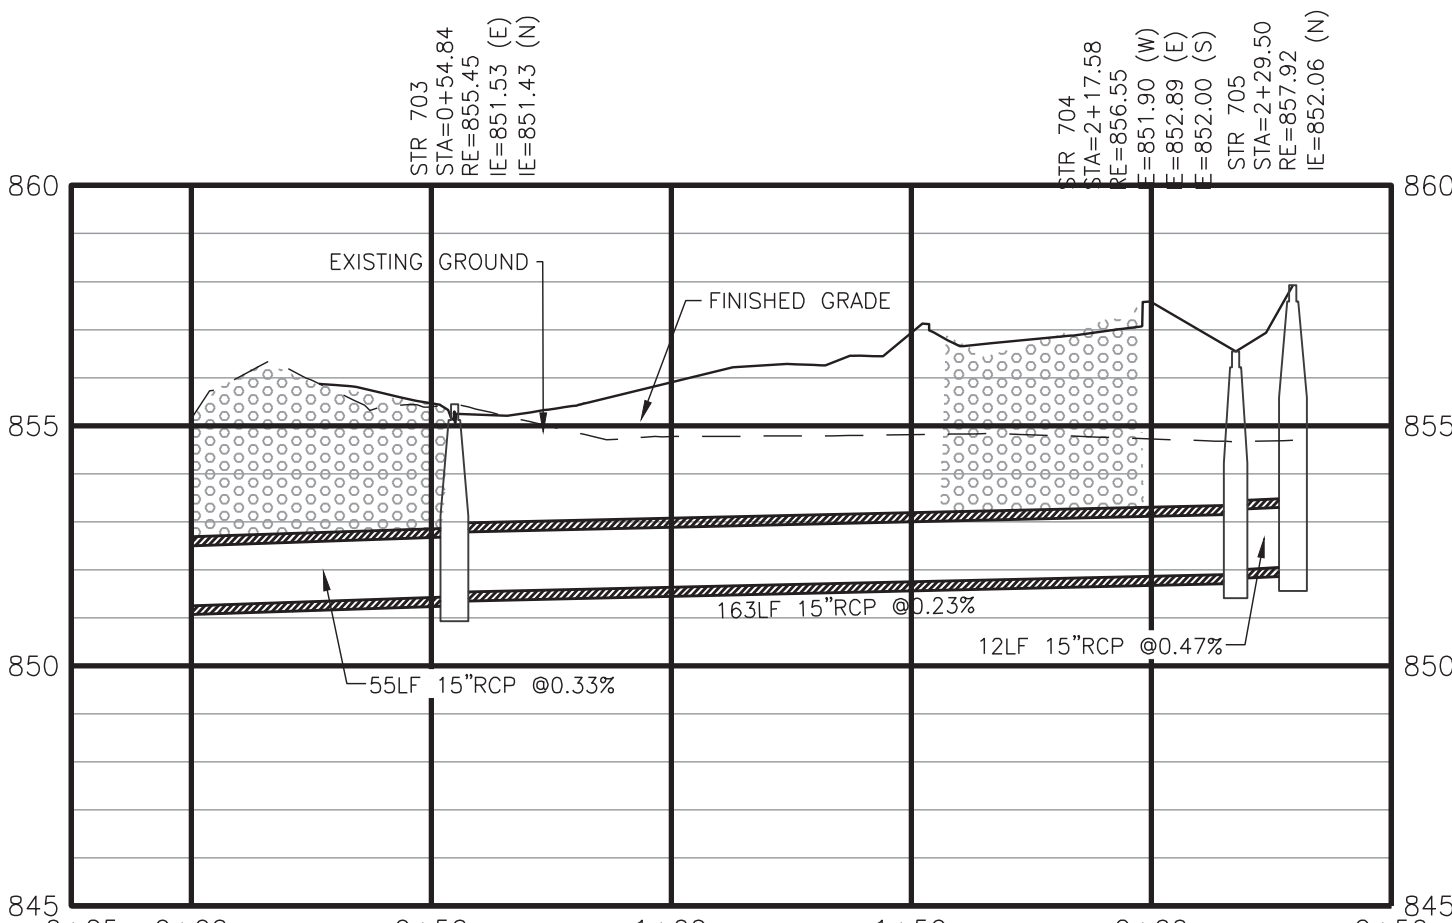 STR 703
STA=0+54.84
RE=855.45
IE=851.53 (E)
IE=851.43 (N)
STR 704
STA=2+17.58
RE=856.55
IE=851.90 (W)
IE=852.89 (E)
IE=852.00 (S)
STR 705
STA=2+29.50
RE=857.92
IE=852.06 (N)
860
860
EXISTING GROUND
FINISHED GRADE
855
855
163LF 15"RCP @0.23%
12LF 15"RCP @0.47%
850
850
55LF 15"RCP @0.33%
845
845